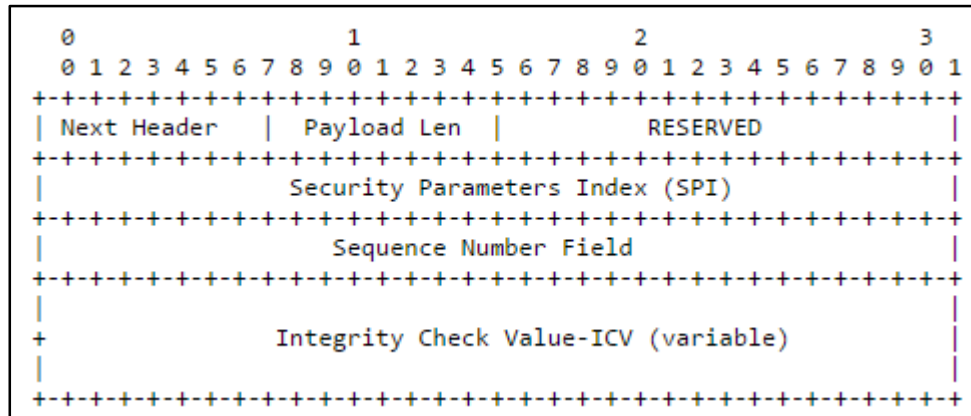 0                   1                   2                   3
 0 1 2 3 4 5 6 7 8 9 0 1 2 3 4 5 6 7 8 9 0 1 2 3 4 5 6 7 8 9 0 1
+-+-+-+-+-+-+-+-+-+-+-+-+-+-+-+-+-+-+-+-+-+-+-+-+-+-+-+-+-+-+-+-+
| Next Header   |  Payload Len  |          RESERVED             |
+-+-+-+-+-+-+-+-+-+-+-+-+-+-+-+-+-+-+-+-+-+-+-+-+-+-+-+-+-+-+-+-+
|                 Security Parameters Index (SPI)               |
+-+-+-+-+-+-+-+-+-+-+-+-+-+-+-+-+-+-+-+-+-+-+-+-+-+-+-+-+-+-+-+-+
|                    Sequence Number Field                      |
+-+-+-+-+-+-+-+-+-+-+-+-+-+-+-+-+-+-+-+-+-+-+-+-+-+-+-+-+-+-+-+-+
|                                                               |
+                Integrity Check Value-ICV (variable)           |
|                                                               |
+-+-+-+-+-+-+-+-+-+-+-+-+-+-+-+-+-+-+-+-+-+-+-+-+-+-+-+-+-+-+-+-+